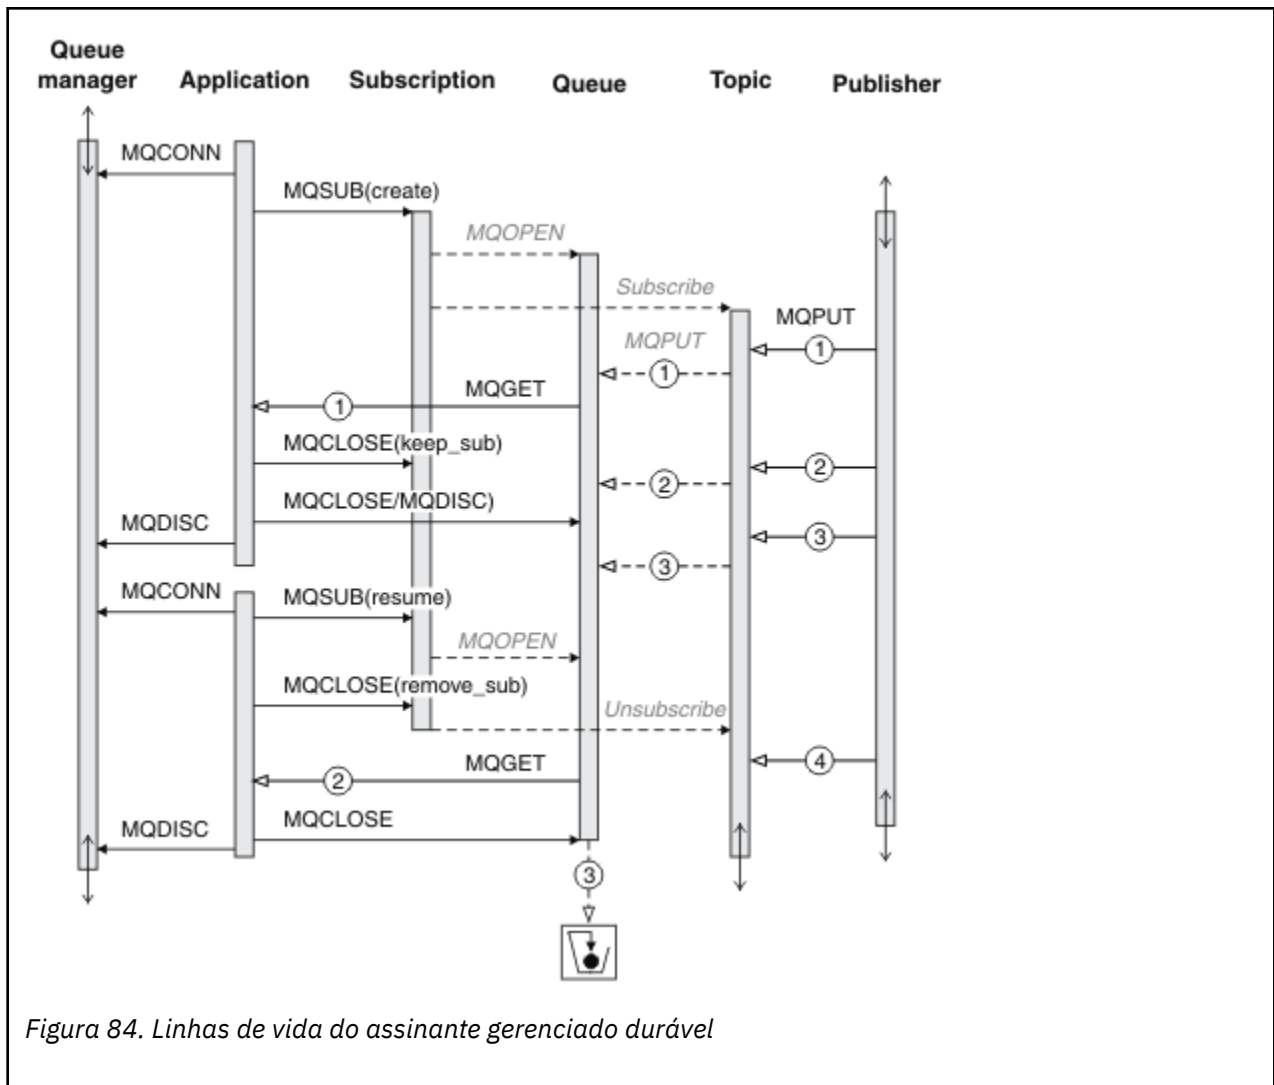 Queue
manager
Application
Subscription
Queue
Topic
Publisher
MQCONN
MQSUB(create)
MQOPEN
Subscribe
MQPUT
1
MQPUT
1
MQGET
1
MQCLOSE(keep_sub)
2
2
MQCLOSE/MQDISC)
MQDISC
3
3
MQCONN
MQSUB(resume)
MQOPEN
MQCLOSE(remove_sub)
Unsubscribe
4
MQGET
2
MQCLOSE
MQDISC
3
Figura 84. Linhas de vida do assinante gerenciado durável